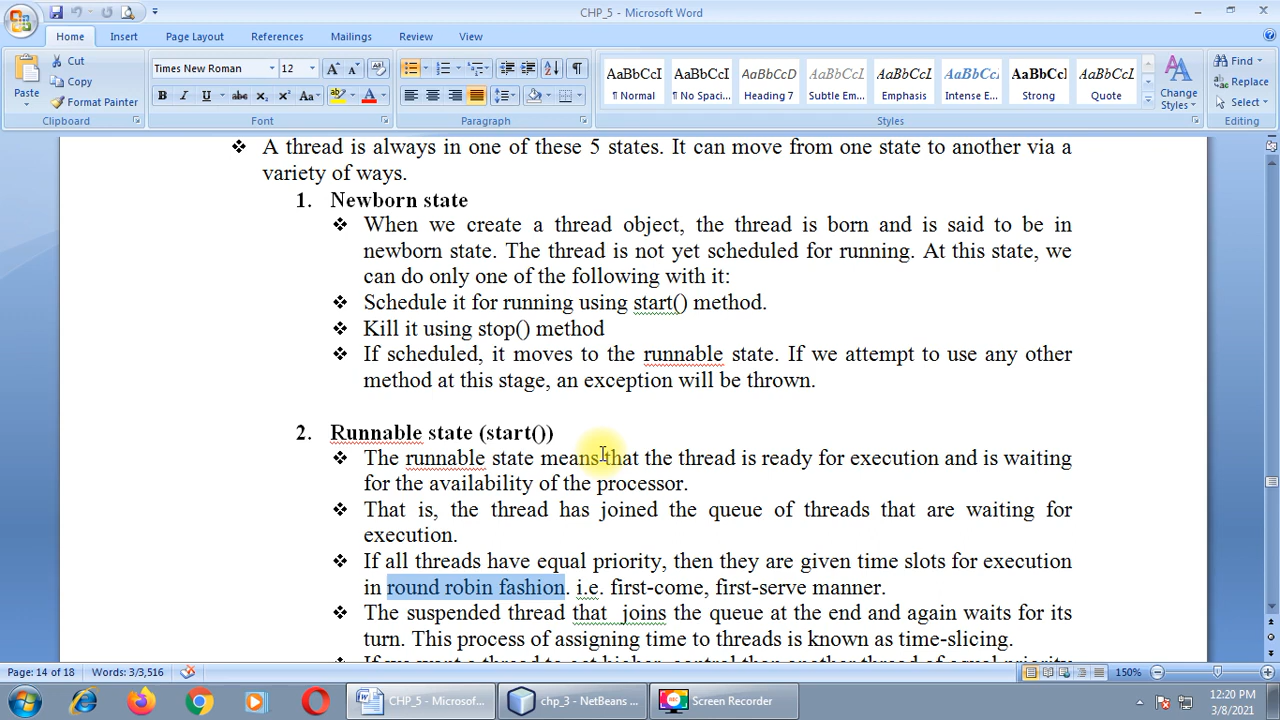 CHP_5 - Microsoft Word
Home Insert Page Layout References Mailings Review View
Paste
Cut
Copy
Format Painter
Clipboard
Times New Roman 12
B I U abe x₂ x² Aa A
Font
Paragraph
AaBbCcI AaBbCcI AaBbCcD AaBbCcI AaBbCcI AaBbCcI AaBbCcI AaBbCcI
¶ Normal ¶ No Spaci... Heading 7 Subtle Em... Emphasis Intense E... Strong Quote
Change Styles
Styles
Find
Replace
Select
Editing
❖ A thread is always in one of these 5 states. It can move from one state to another via a
variety of ways.
1. Newborn state
❖ When we create a thread object, the thread is born and is said to be in
newborn state. The thread is not yet scheduled for running. At this state, we
can do only one of the following with it:
❖ Schedule it for running using start() method.
❖ Kill it using stop() method
❖ If scheduled, it moves to the runnable state. If we attempt to use any other
method at this stage, an exception will be thrown.
2. Runnable state (start())
❖ The runnable state means that the thread is ready for execution and is waiting
for the availability of the processor.
❖ That is, the thread has joined the queue of threads that are waiting for
execution.
❖ If all threads have equal priority, then they are given time slots for execution
in round robin fashion. i.e. first-come, first-serve manner.
❖ The suspended thread that joins the queue at the end and again waits for its
turn. This process of assigning time to threads is known as time-slicing.
Page: 14 of 18 Words: 3/3,516 150%
CHP_5 - Microsoft ... chp_3 - NetBeans ... Screen Recorder
12:20 PM
3/8/2021